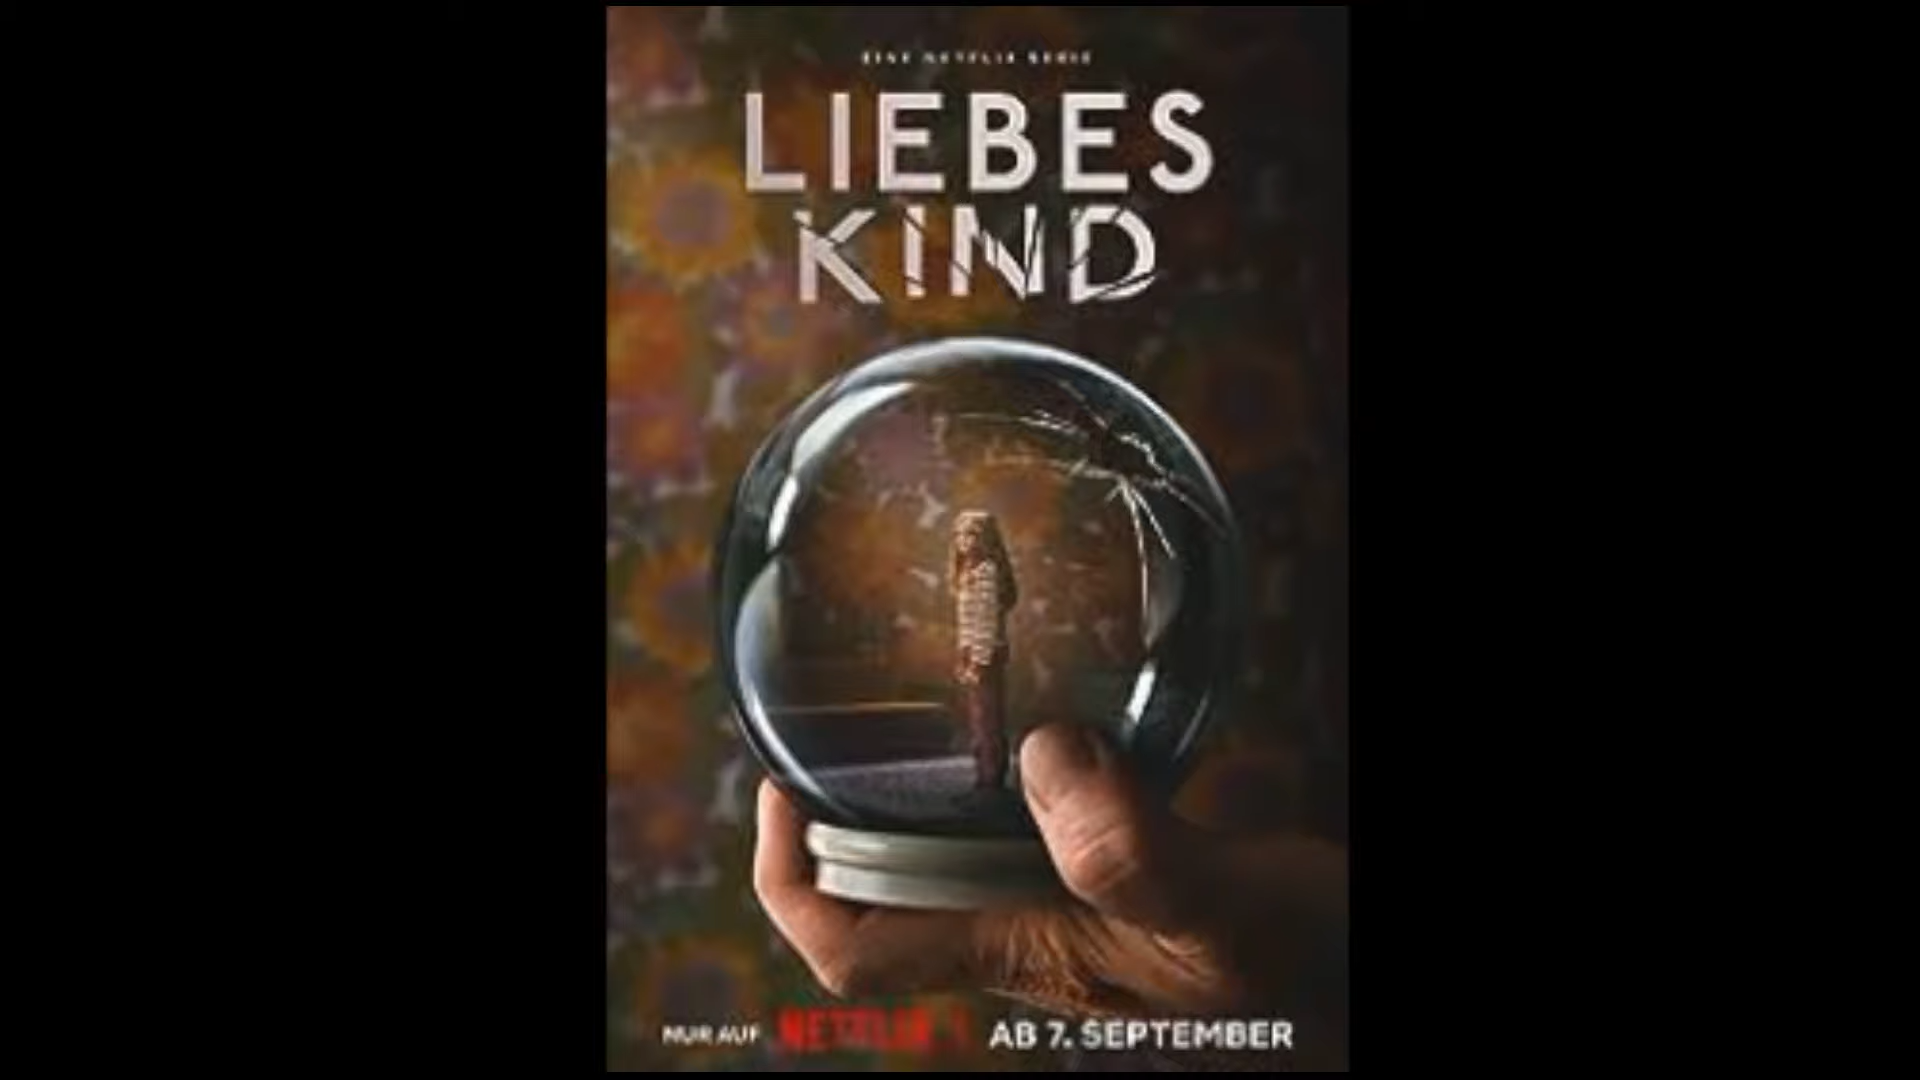 EINE NETFLIX SERIE
LIEBES
KIND
NUR AUF NETFLIX AB 7. SEPTEMBER